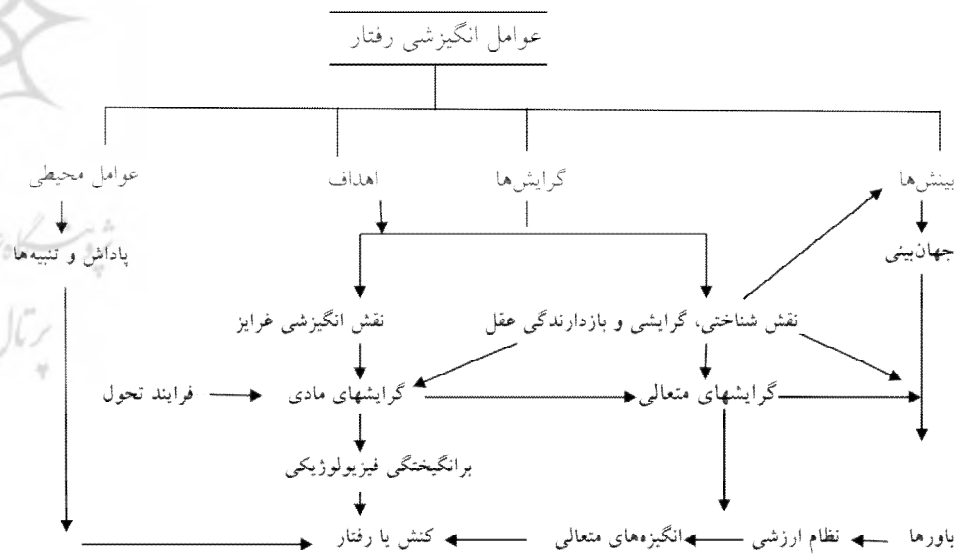 عوامل انگیزشی رفتار
بینش‌ها گرایش‌ها اهداف عوامل محیطی
جهان‌بینی پاداش و تنبیه‌ها
نقش شناختی، گرایشی و بازدارندگی عقل نقش انگیزشی غرایز
گرایشهای متعالی گرایشهای مادی فرایند تحول
برانگیختگی فیزیولوژیکی
باورها نظام ارزشی انگیزه‌های متعالی کنش یا رفتار